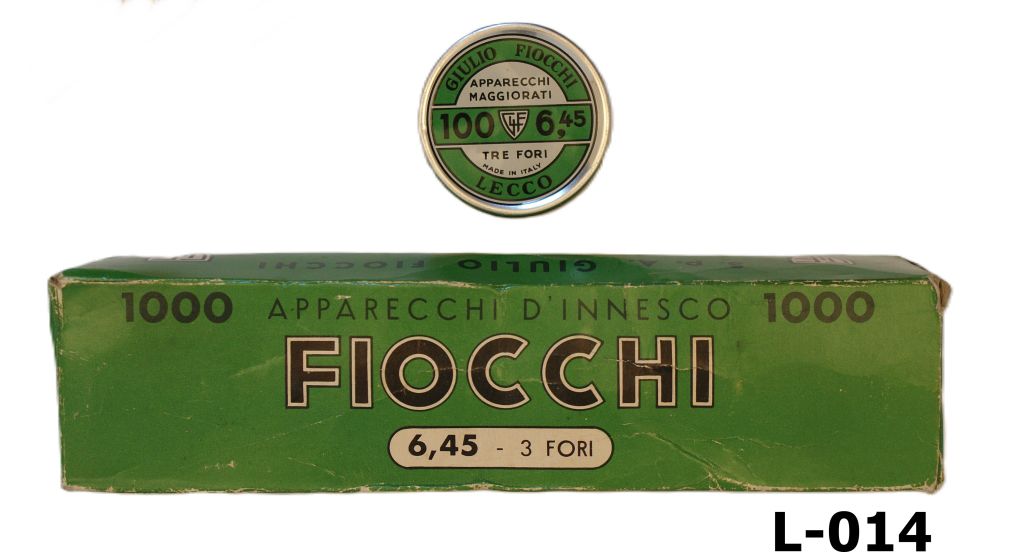 GIULIO FIOCCHI
APPARECCHI
MAGGIORATI
100 GFL 6,45
TRE FORI
MADE IN ITALY
LECCO
S.P.A. GIULIO FIOCCHI
1000 APPARECCHI D'INNESCO 1000
FIOCCHI
6,45 - 3 FORI
L-014